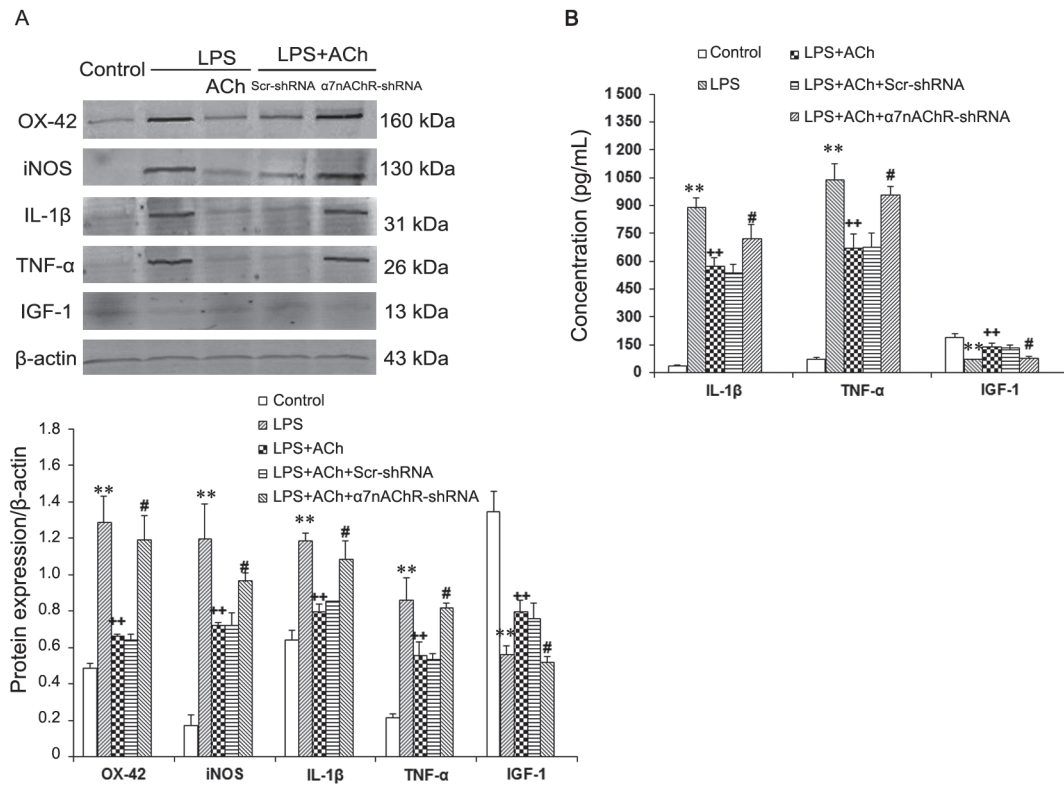 A
Control
LPS
LPS+ACh
ACh
Scr-shRNA
α7nAChR-shRNA
OX-42
160 kDa
iNOS
130 kDa
IL-1β
31 kDa
TNF-α
26 kDa
IGF-1
13 kDa
β-actin
43 kDa
Control
LPS
LPS+ACh
LPS+ACh+Scr-shRNA
LPS+ACh+α7nAChR-shRNA
Protein expression/β-actin
1.8
1.6
1.4
1.2
1.0
0.8
0.6
0.4
0.2
0
**
++
#
**
++
#
**
++
#
**
++
#
**
++
#
OX-42
iNOS
IL-1β
TNF-α
IGF-1
B
Control
LPS+ACh
LPS
LPS+ACh+Scr-shRNA
LPS+ACh+α7nAChR-shRNA
Concentration (pg/mL)
1 500
1 350
1 200
1 050
900
750
600
450
300
150
0
**
++
#
**
++
#
**
++
#
IL-1β
TNF-α
IGF-1